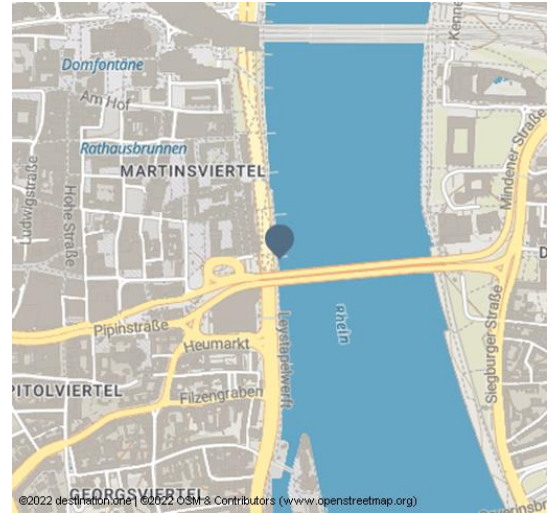 Domfontäne
Am Hof
Rathausbrunnen
MARTINSVIERTEL
Ludwigstraße
Hohe Straße
Kenne
Mindener Straße
D
Pipinstraße
Heumarkt
Leystapelwerft
Rhein
Siegburger Straße
PITOLVIERTEL
Filzengraben
GEORGSVIERTEL
©2022 destination.one | ©2022 OSM & Contributors (www.openstreetmap.org)